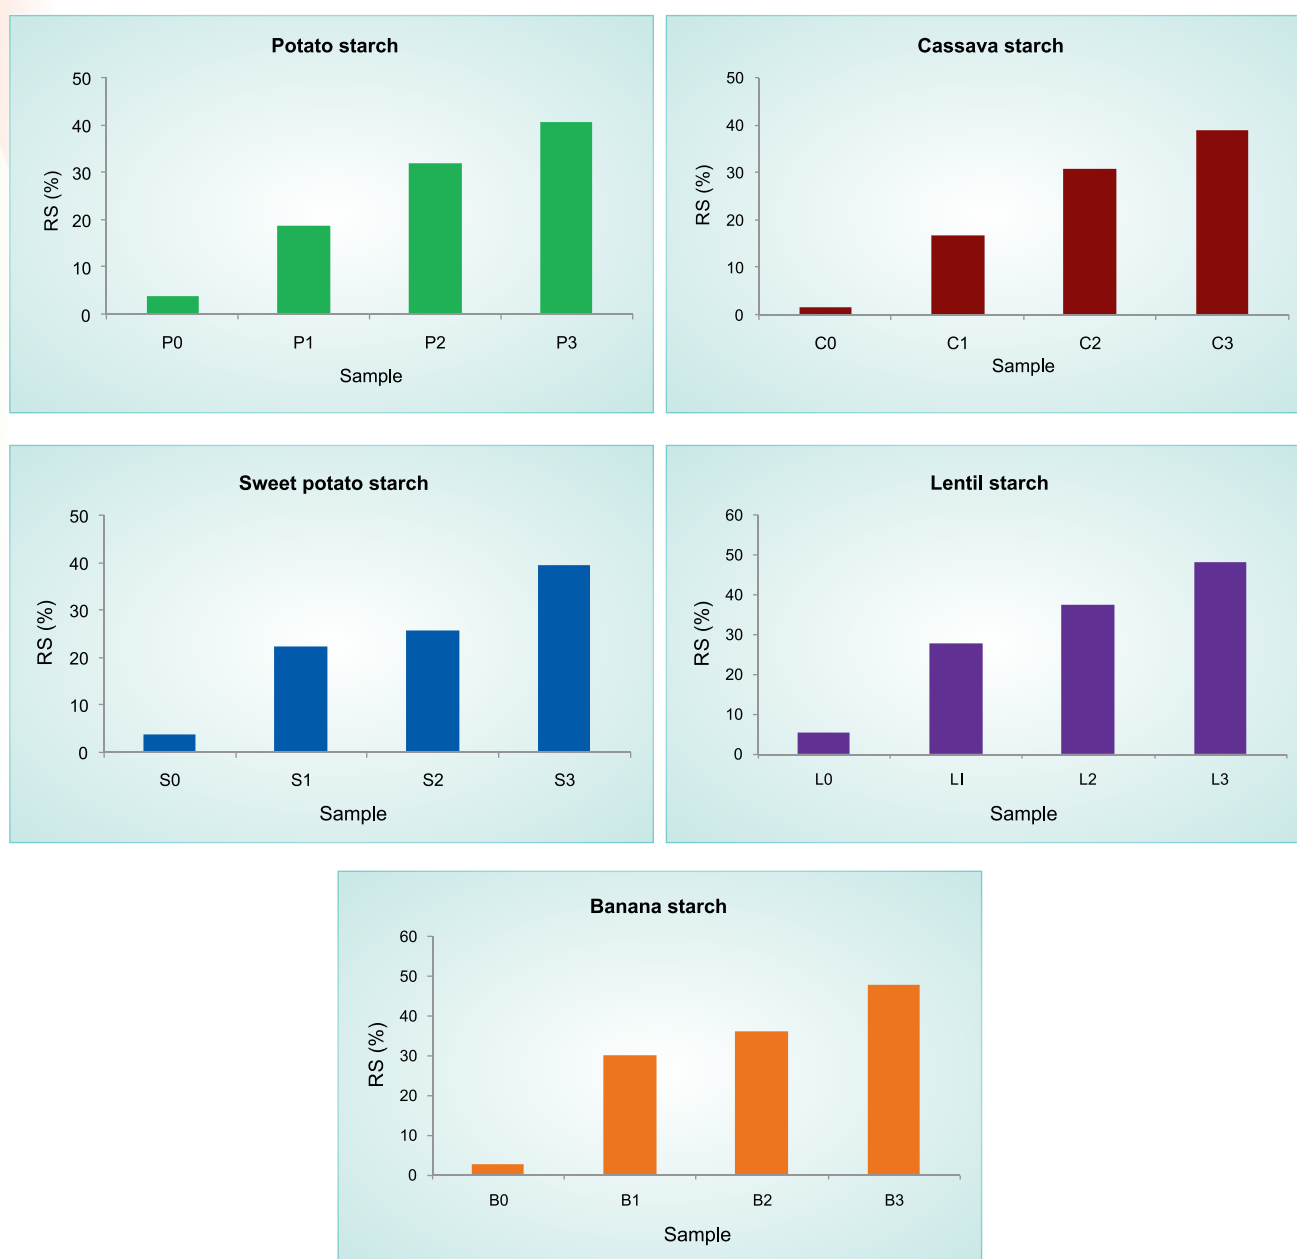 Potato starch
50
40
30
20
10
0
RS (%)
P0 P1 P2 P3
Sample
Cassava starch
50
40
30
20
10
0
RS (%)
C0 C1 C2 C3
Sample
Sweet potato starch
50
40
30
20
10
0
RS (%)
S0 S1 S2 S3
Sample
Lentil starch
60
50
40
30
20
10
0
RS (%)
L0 LI L2 L3
Sample
Banana starch
60
50
40
30
20
10
0
RS (%)
B0 B1 B2 B3
Sample